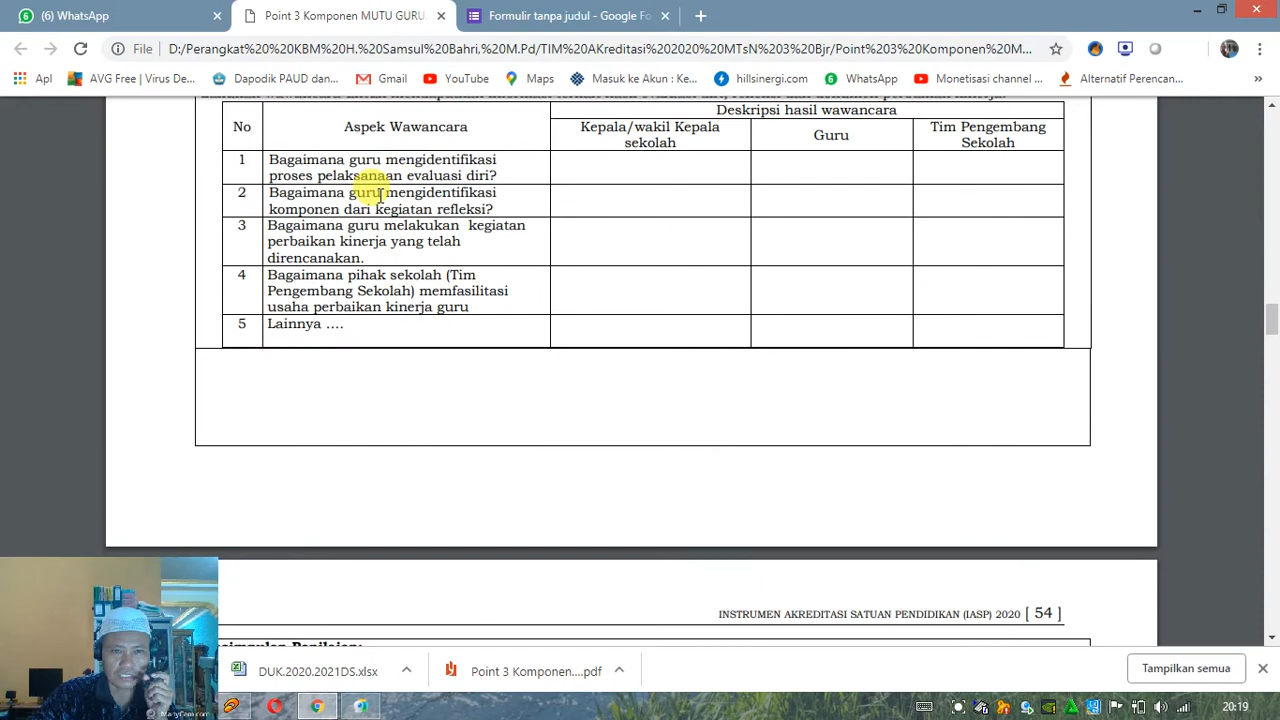 (6) WhatsApp
Point 3 Komponen MUTU GURU.
Formulir tanpa judul - Google Fo
File
D:/Perangkat%20%20KBM%20H.%20Samsul%20Bahri,%20M.Pd/TIM%20AKreditasi%202020%20MTsN%203%20Bjr/Point%203%20Komponen%20M...
Apl
AVG Free | Virus De...
Dapodik PAUD dan...
Gmail
YouTube
Maps
Masuk ke Akun : Ke...
hillsinergi.com
WhatsApp
Monetisasi channel ...
Alternatif Perencan...
»
No
Aspek Wawancara
Deskripsi hasil wawancara
Kepala/wakil Kepala
sekolah
Guru
Tim Pengembang
Sekolah
1
Bagaimana guru mengidentifikasi
proses pelaksanaan evaluasi diri?
2
Bagaimana guru mengidentifikasi
komponen dari kegiatan refleksi?
3
Bagaimana guru melakukan kegiatan
perbaikan kinerja yang telah
direncanakan.
4
Bagaimana pihak sekolah (Tim
Pengembang Sekolah) memfasilitasi
usaha perbaikan kinerja guru
5
Lainnya ....
INSTRUMEN AKREDITASI SATUAN PENDIDIKAN (IASP) 2020 [ 54 ]
DUK.2020.2021DS.xlsx
Point 3 Komponen....pdf
Tampilkan semua
ManyCam.com
20:19